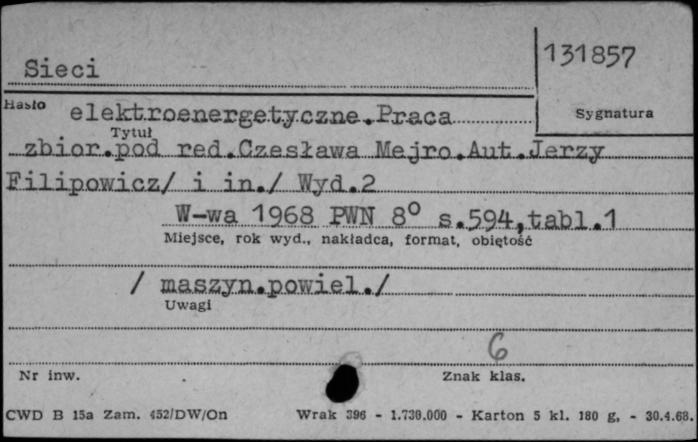 131857
Sieci
Hasło
Sygnatura
elektroenergetyczne.Praca
Tytuł
zbior.pod red.Czesława Mejro.Aut.Jerzy
Filipowicz/ i in./ Wyd.2
W-wa 1968 PWN 8° s.594,tabl.1
Miejsce, rok wyd., nakładca, format, objętość
/ maszyn.powiel./
Uwagi
6
Nr inw.
Znak klas.
CWD B 15a Zam. 452/DW/On Wrak 396 - 1.730.000 - Karton 5 kl. 180 g, - 30.4.68.